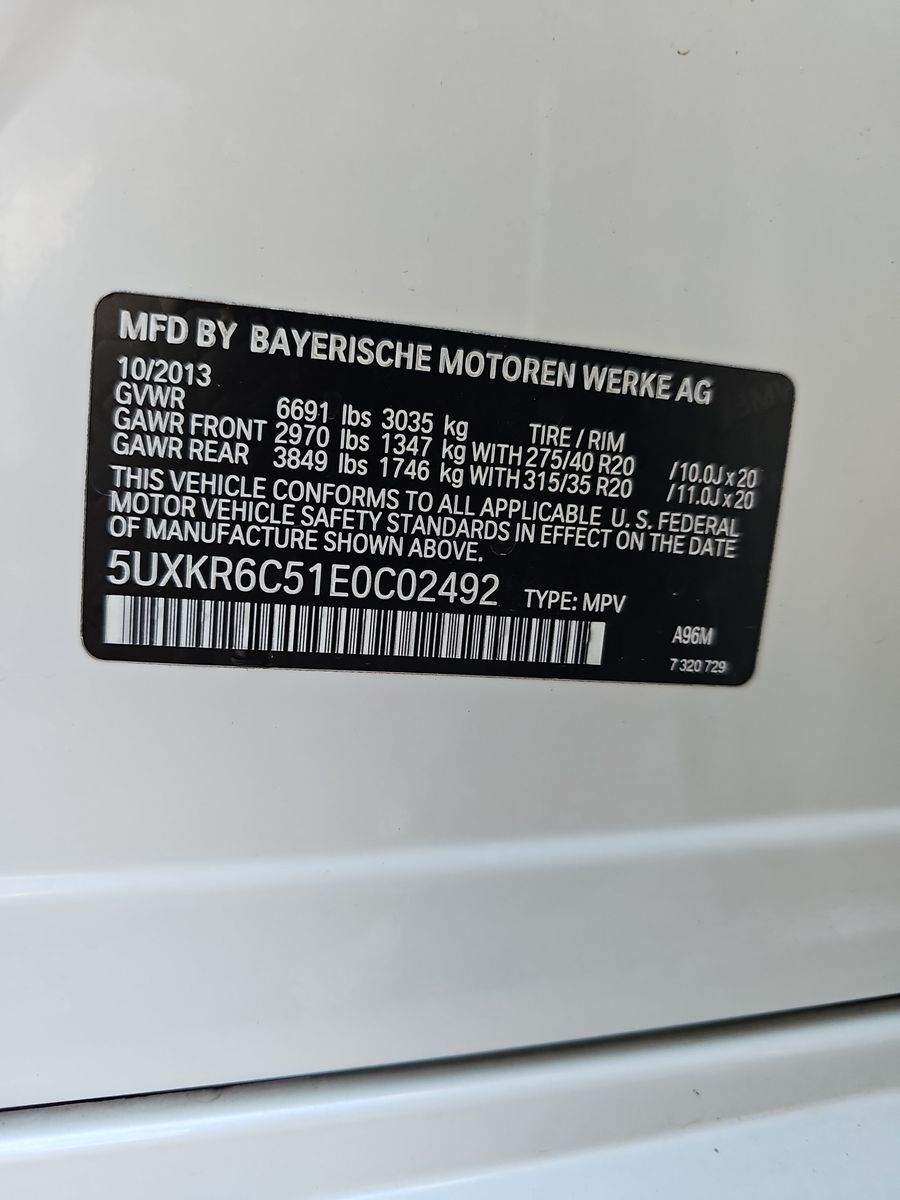 MFD BY BAYERISCHE MOTOREN WERKE AG
10/2013
GVWR 6691 lbs 3035 kg TIRE / RIM
GAWR FRONT 2970 lbs 1347 kg WITH 275/40 R20 /10.0J x 20
GAWR REAR 3849 lbs 1746 kg WITH 315/35 R20 /11.0J x 20
THIS VEHICLE CONFORMS TO ALL APPLICABLE U. S. FEDERAL
MOTOR VEHICLE SAFETY STANDARDS IN EFFECT ON THE DATE
OF MANUFACTURE SHOWN ABOVE.
5UXKR6C51E0C02492 TYPE: MPV
A96M
7 320 729